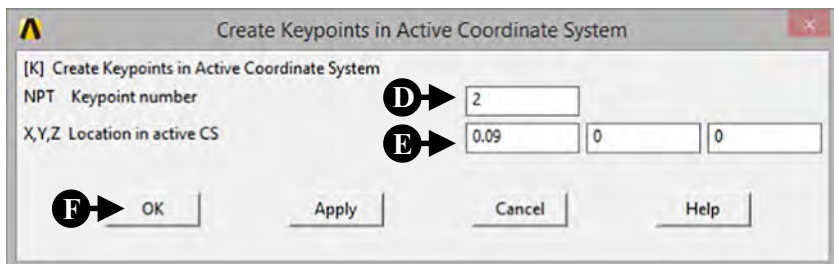 Create Keypoints in Active Coordinate System
[K] Create Keypoints in Active Coordinate System
NPT Keypoint number D 2
X,Y,Z Location in active CS E 0.09 0 0
F OK Apply Cancel Help